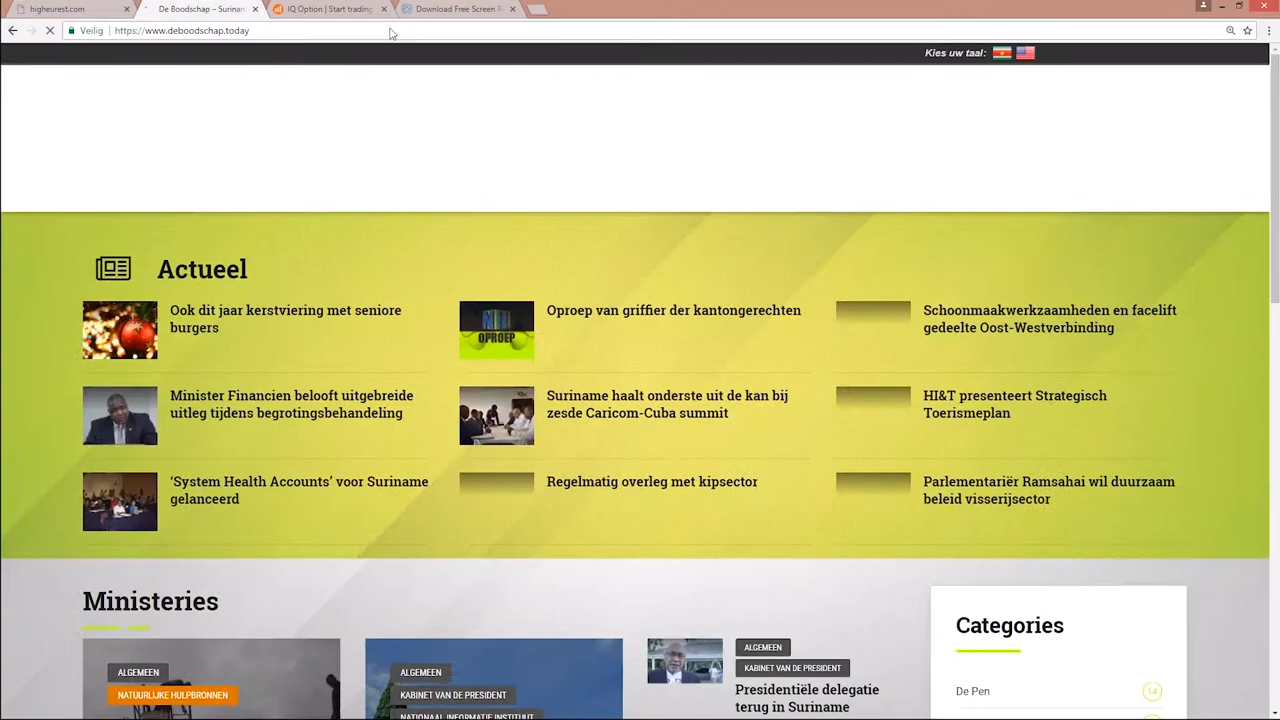 higheurest.com
De Boodschap – Surinar
IQ Option | Start trading
Download Free Screen R
Veilig
https://www.deboodschap.today
Kies uw taal:
Actueel
Ook dit jaar kerstviering met seniore
burgers
Oproep van griffier der kantongerechten
Schoonmaakwerkzaamheden en facelift
gedeelte Oost-Westverbinding
OPROEP
Minister Financien belooft uitgebreide
uitleg tijdens begrotingsbehandeling
Suriname haalt onderste uit de kan bij
zesde Caricom-Cuba summit
HI&T presenteert Strategisch
Toerismeplan
‘System Health Accounts’ voor Suriname
gelanceerd
Regelmatig overleg met kipsector
Parlementariër Ramsahai wil duurzaam
beleid visserijsector
Ministeries
ALGEMEEN
NATUURLIJKE HULPBRONNEN
ALGEMEEN
KABINET VAN DE PRESIDENT
NATIONAAL INFORMATIE INSTITUUT
ALGEMEEN
KABINET VAN DE PRESIDENT
Presidentiële delegatie
terug in Suriname
Categories
De Pen
14